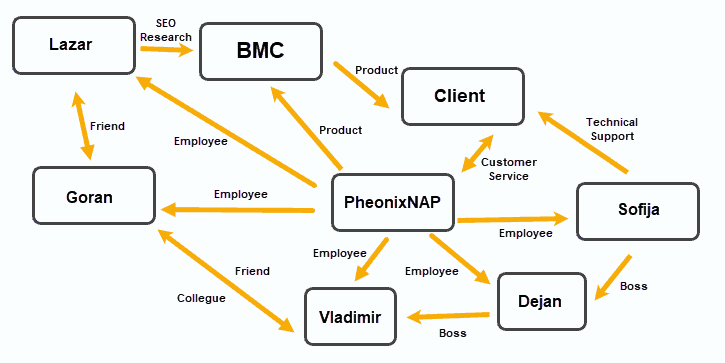 SEO
Research
Lazar
BMC
Product
Client
Friend
Employee
Product
Technical
Support
Customer
Service
Goran
Employee
PheonixNAP
Sofija
Employee
Employee
Friend
Employee
Collegue
Boss
Dejan
Vladimir
Boss